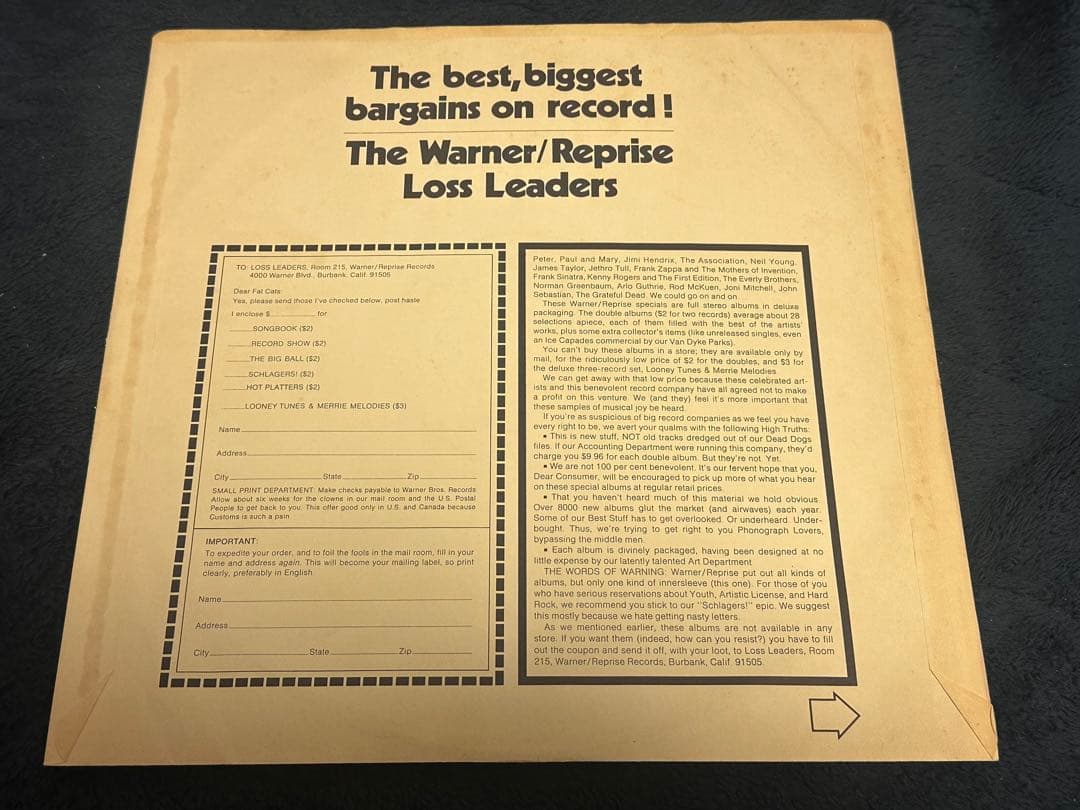 The best, biggest
bargains on record!
The Warner/Reprise
Loss Leaders
TO: LOSS LEADERS, Room 215, Warner/Reprise Records
4000 Warner Blvd., Burbank, Calif. 91505
Dear Fat Cats:
Yes, please send those I've checked below, post haste
I enclose $ for
SONGBOOK ($2)
RECORD SHOW ($2)
THE BIG BALL ($2)
SCHLAGERS! ($2)
HOT PLATTERS ($2)
LOONEY TUNES & MERRIE MELODIES ($3)
Name
Address
City State Zip
SMALL PRINT DEPARTMENT: Make checks payable to Warner Bros. Records
Allow about six weeks for the clowns in our mail room and the U.S. Postal
People to get back to you. This offer good only in U.S. and Canada because
Customs is such a pain.
IMPORTANT:
To expedite your order, and to foil the fools in the mail room, fill in your
name and address again. This will become your mailing label, so print
clearly, preferably in English.
Name
Address
City State Zip
Peter, Paul and Mary, Jimi Hendrix, The Association, Neil Young,
James Taylor, Jethro Tull, Frank Zappa and The Mothers of Invention,
Frank Sinatra, Kenny Rogers and The First Edition, The Everly Brothers,
Norman Greenbaum, Arlo Guthrie, Rod McKuen, Joni Mitchell, John
Sebastian, The Grateful Dead. We could go on and on.
These Warner/Reprise specials are full stereo albums in deluxe
packaging. The double albums ($2 for two records) average about 28
selections apiece, each of them filled with the best of the artists'
works, plus some extra collector's items (like unreleased singles, even
an Ice Capades commercial by our Van Dyke Parks).
You can't buy these albums in a store; they are available only by
mail, for the ridiculously low price of $2 for the doubles, and $3 for
the deluxe three-record set, Looney Tunes & Merrie Melodies.
We can get away with that low price because these celebrated art-
ists and this benevolent record company have all agreed not to make
a profit on this venture. We (and they) feel it's more important that
these samples of musical joy be heard.
If you're as suspicious of big record companies as we feel you have
every right to be, we avert your qualms with the following High Truths:
▪ This is new stuff, NOT old tracks dredged out of our Dead Dogs
files. If our Accounting Department were running this company, they'd
charge you $9.96 for each double album. But they're not. Yet.
▪ We are not 100 per cent benevolent. It's our fervent hope that you,
Dear Consumer, will be encouraged to pick up more of what you hear
on these special albums at regular retail prices.
▪ That you haven't heard much of this material we hold obvious.
Over 8000 new albums glut the market (and airwaves) each year.
Some of our Best Stuff has to get overlooked. Or underheard. Under-
bought. Thus, we're trying to get right to you Phonograph Lovers,
bypassing the middle men.
▪ Each album is divinely packaged, having been designed at no
little expense by our latently talented Art Department.
THE WORDS OF WARNING: Warner/Reprise put out all kinds of
albums, but only one kind of innersleeve (this one). For those of you
who have serious reservations about Youth, Artistic License, and Hard
Rock, we recommend you stick to our "Schlagers!" epic. We suggest
this mostly because we hate getting nasty letters.
As we mentioned earlier, these albums are not available in any
store. If you want them (indeed, how can you resist?) you have to fill
out the coupon and send it off, with your loot, to Loss Leaders, Room
215, Warner/Reprise Records, Burbank, Calif. 91505.